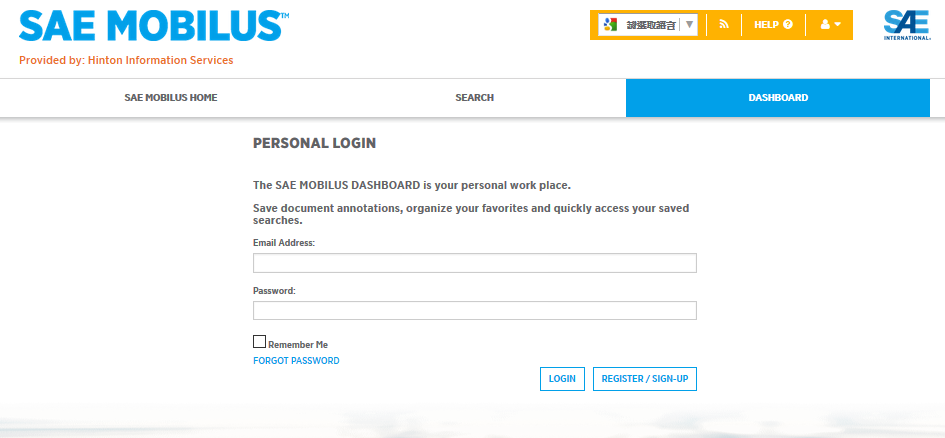 SAE MOBILUS™
請選取語言 ▼
HELP
SAE
INTERNATIONAL®
Provided by: Hinton Information Services
SAE MOBILUS HOME
SEARCH
DASHBOARD
PERSONAL LOGIN
The SAE MOBILUS DASHBOARD is your personal work place.
Save document annotations, organize your favorites and quickly access your saved
searches.
Email Address:
Password:
Remember Me
FORGOT PASSWORD
LOGIN
REGISTER / SIGN-UP